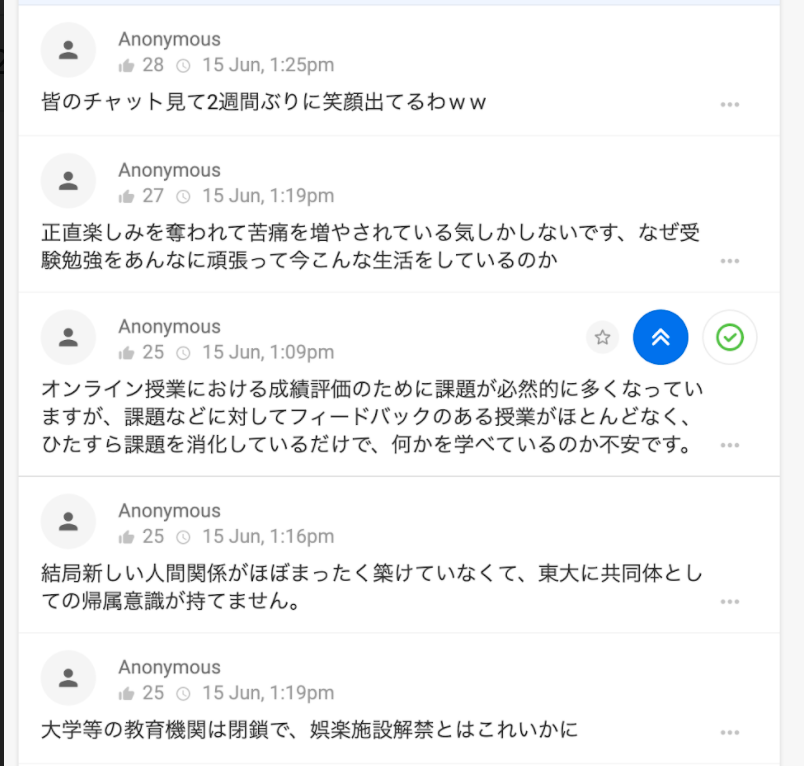 Anonymous
28 15 Jun, 1:25pm
皆のチャット見て2週間ぶりに笑顔出てるわｗｗ
Anonymous
27 15 Jun, 1:19pm
正直楽しみを奪われて苦痛を増やされている気しかしないです、なぜ受
験勉強をあんなに頑張って今こんな生活をしているのか
Anonymous
25 15 Jun, 1:09pm
オンライン授業における成績評価のために課題が必然的に多くなってい
ますが、課題などに対してフィードバックのある授業がほとんどなく、
ひたすら課題を消化しているだけで、何かを学べているのか不安です。
Anonymous
25 15 Jun, 1:16pm
結局新しい人間関係がほぼまったく築けていなくて、東大に共同体とし
ての帰属意識が持てません。
Anonymous
25 15 Jun, 1:19pm
大学等の教育機関は閉鎖で、娯楽施設解禁とはこれいかに